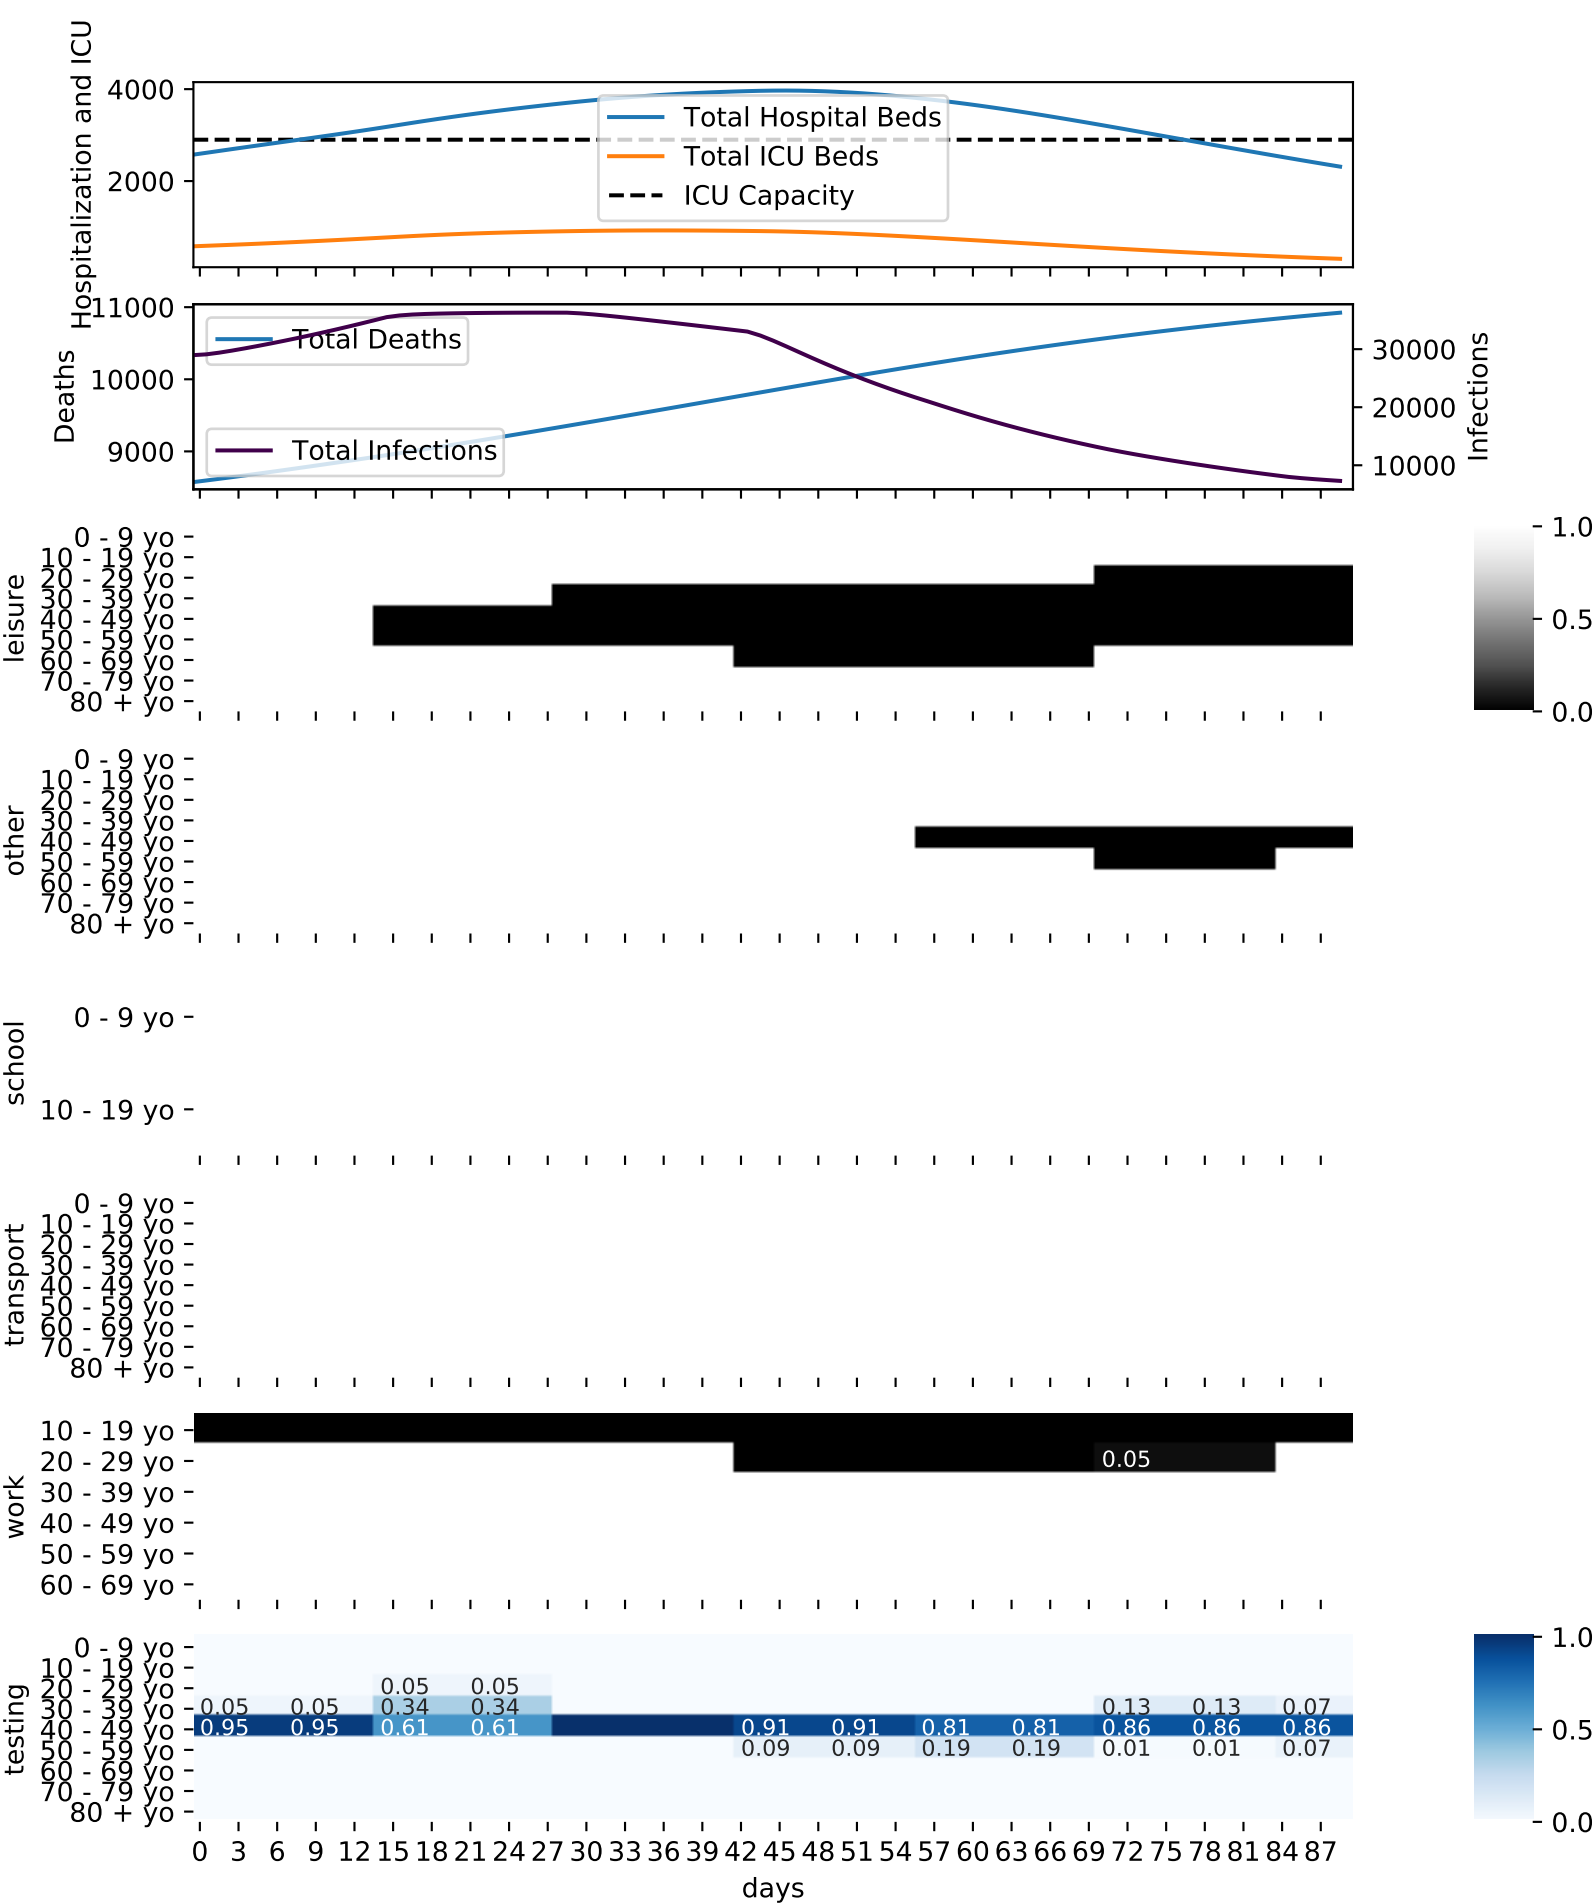 Hospitalization and ICU
4000
2000
Total Hospital Beds
Total ICU Beds
ICU Capacity
Deaths
11000
10000
9000
Total Deaths
Total Infections
30000
20000
10000
Infections
leisure
0 - 9 yo
10 - 19 yo
20 - 29 yo
30 - 39 yo
40 - 49 yo
50 - 59 yo
60 - 69 yo
70 - 79 yo
80 + yo
1.0
0.5
0.0
other
0 - 9 yo
10 - 19 yo
20 - 29 yo
30 - 39 yo
40 - 49 yo
50 - 59 yo
60 - 69 yo
70 - 79 yo
80 + yo
school
0 - 9 yo
10 - 19 yo
transport
0 - 9 yo
10 - 19 yo
20 - 29 yo
30 - 39 yo
40 - 49 yo
50 - 59 yo
60 - 69 yo
70 - 79 yo
80 + yo
work
10 - 19 yo
20 - 29 yo
30 - 39 yo
40 - 49 yo
50 - 59 yo
60 - 69 yo
0.05
testing
0 - 9 yo
10 - 19 yo
20 - 29 yo
30 - 39 yo
40 - 49 yo
50 - 59 yo
60 - 69 yo
70 - 79 yo
80 + yo
0.05 0.05
0.05 0.05 0.34 0.34 0.13 0.13 0.07
0.95 0.95 0.61 0.61 0.91 0.91 0.81 0.81 0.86 0.86 0.86
0.09 0.09 0.19 0.19 0.01 0.01 0.07
1.0
0.5
0.0
0 3 6 9 12 15 18 21 24 27 30 33 36 39 42 45 48 51 54 57 60 63 66 69 72 75 78 81 84 87
days